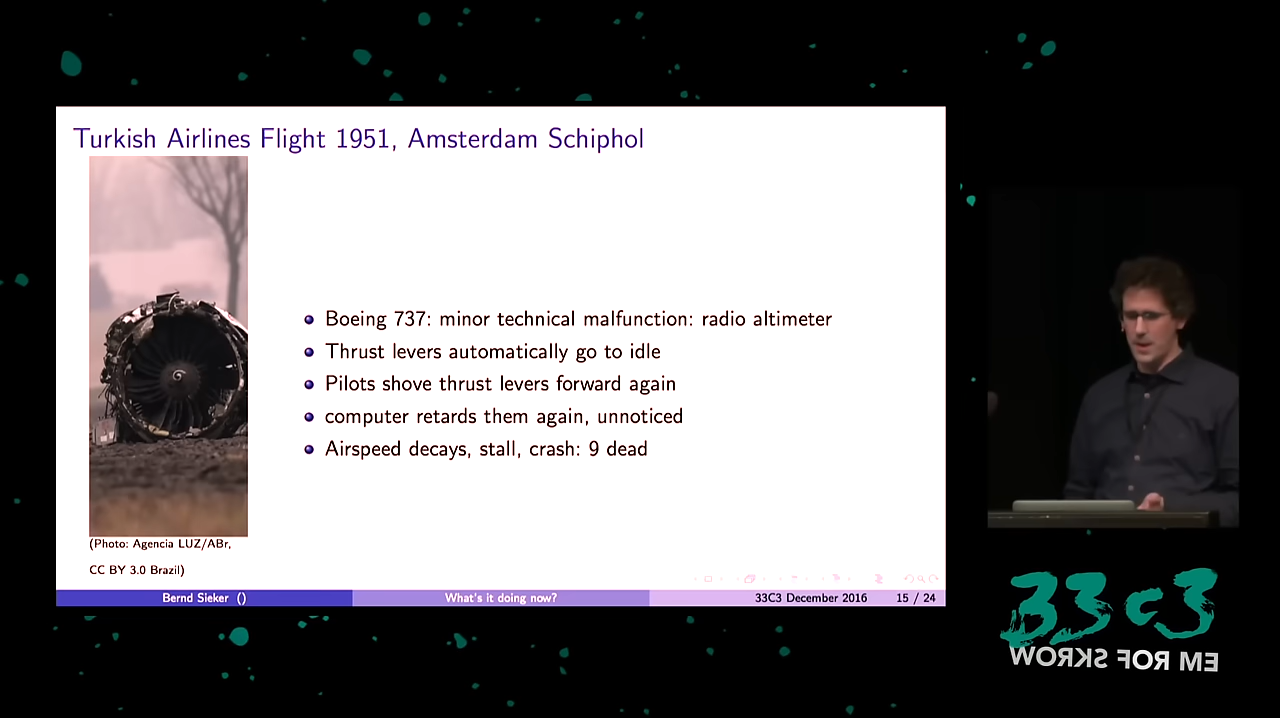 Turkish Airlines Flight 1951, Amsterdam Schiphol
Boeing 737: minor technical malfunction: radio altimeter
Thrust levers automatically go to idle
Pilots shove thrust levers forward again
computer retards them again, unnoticed
Airspeed decays, stall, crash: 9 dead
(Photo: Agencia LUZ/ABr,
CC BY 3.0 Brazil)
Bernd Sieker ()
What's it doing now?
33C3 December 2016
15 / 24
33c3
WORKS FOR ME